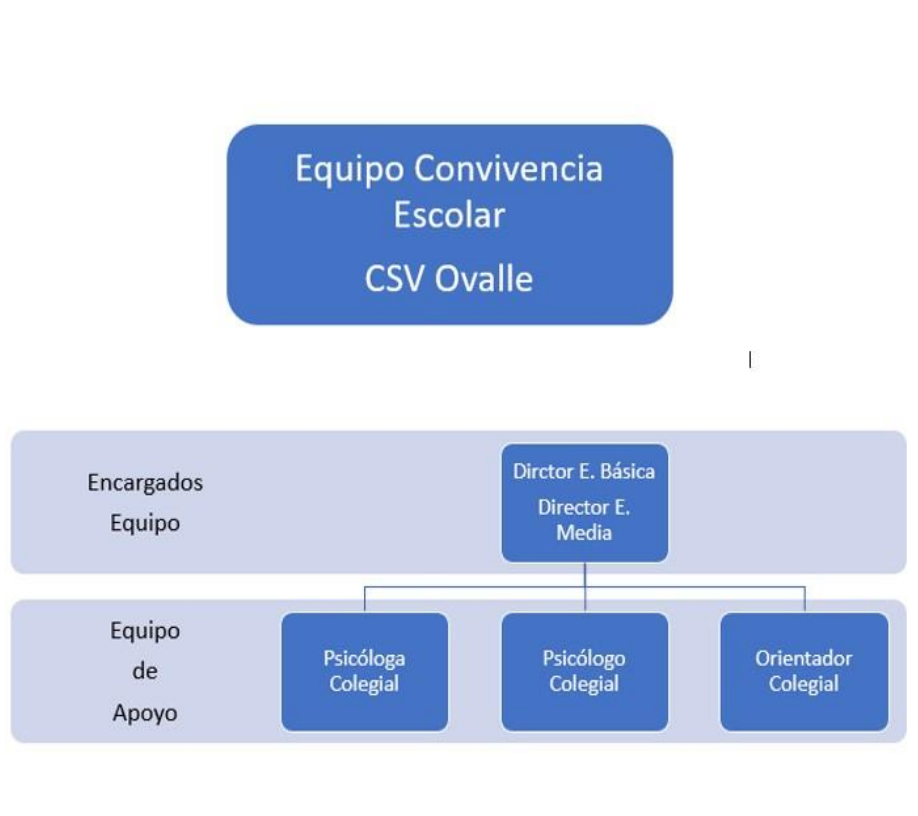 Equipo Convivencia
Escolar
CSV Ovalle
Encargados
Equipo
Dirctor E. Básica
Director E.
Media
Equipo
de
Apoyo
Psicóloga
Colegial
Psicólogo
Colegial
Orientador
Colegial